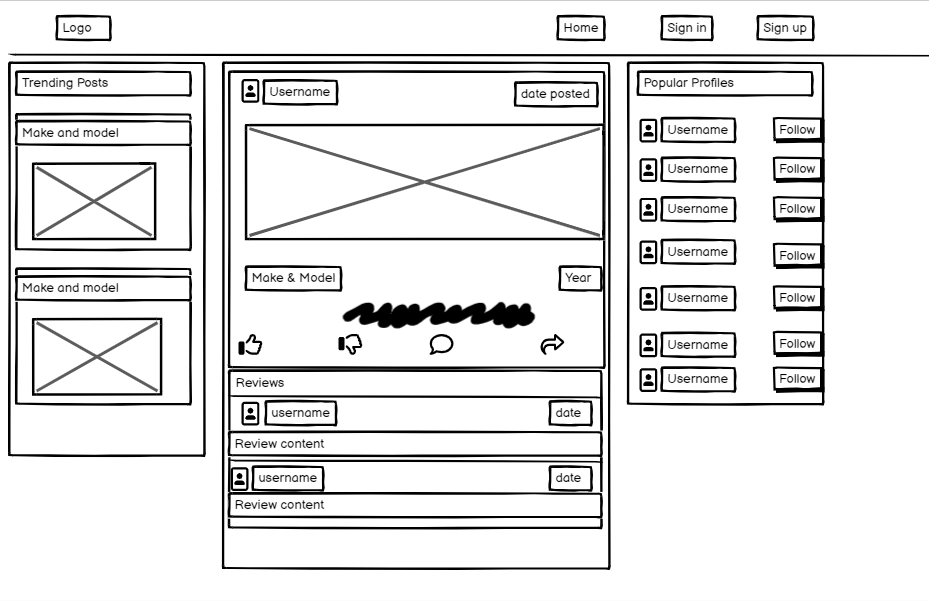 Logo
Home
Sign in
Sign up
Trending Posts
Make and model
Make and model
Username
date posted
Make & Model
Year
Reviews
username
date
Review content
username
date
Review content
Popular Profiles
Username
Follow
Username
Follow
Username
Follow
Username
Follow
Username
Follow
Username
Follow
Username
Follow